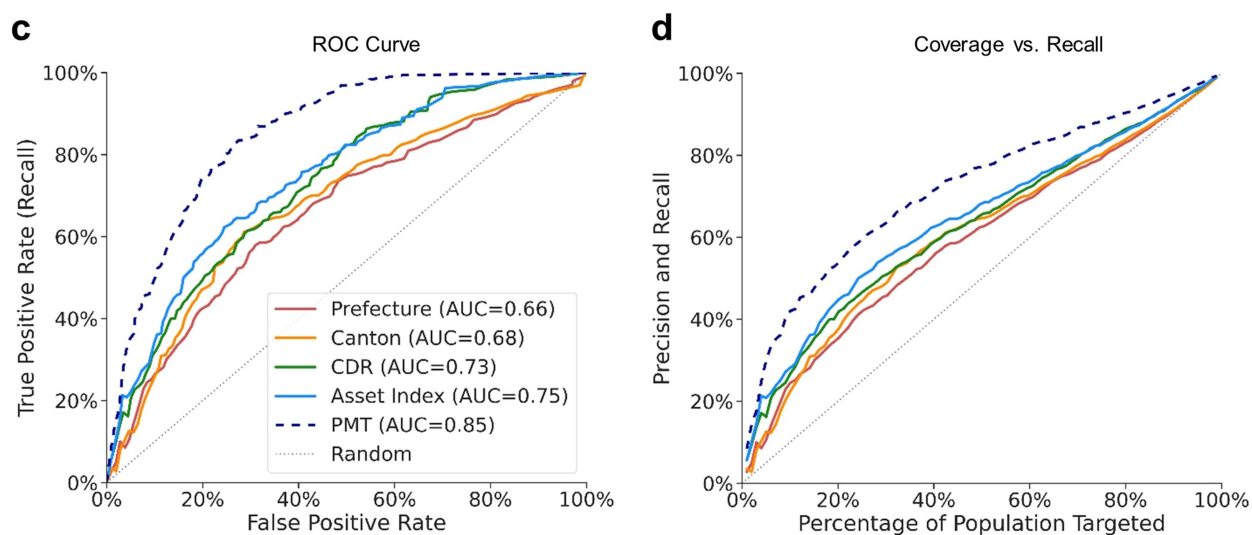 c
ROC Curve
True Positive Rate (Recall)
100%
80%
60%
40%
20%
0%
0%
20%
40%
60%
80%
100%
False Positive Rate
Prefecture (AUC=0.66)
Canton (AUC=0.68)
CDR (AUC=0.73)
Asset Index (AUC=0.75)
PMT (AUC=0.85)
Random
d
Coverage vs. Recall
Precision and Recall
100%
80%
60%
40%
20%
0%
0%
20%
40%
60%
80%
100%
Percentage of Population Targeted